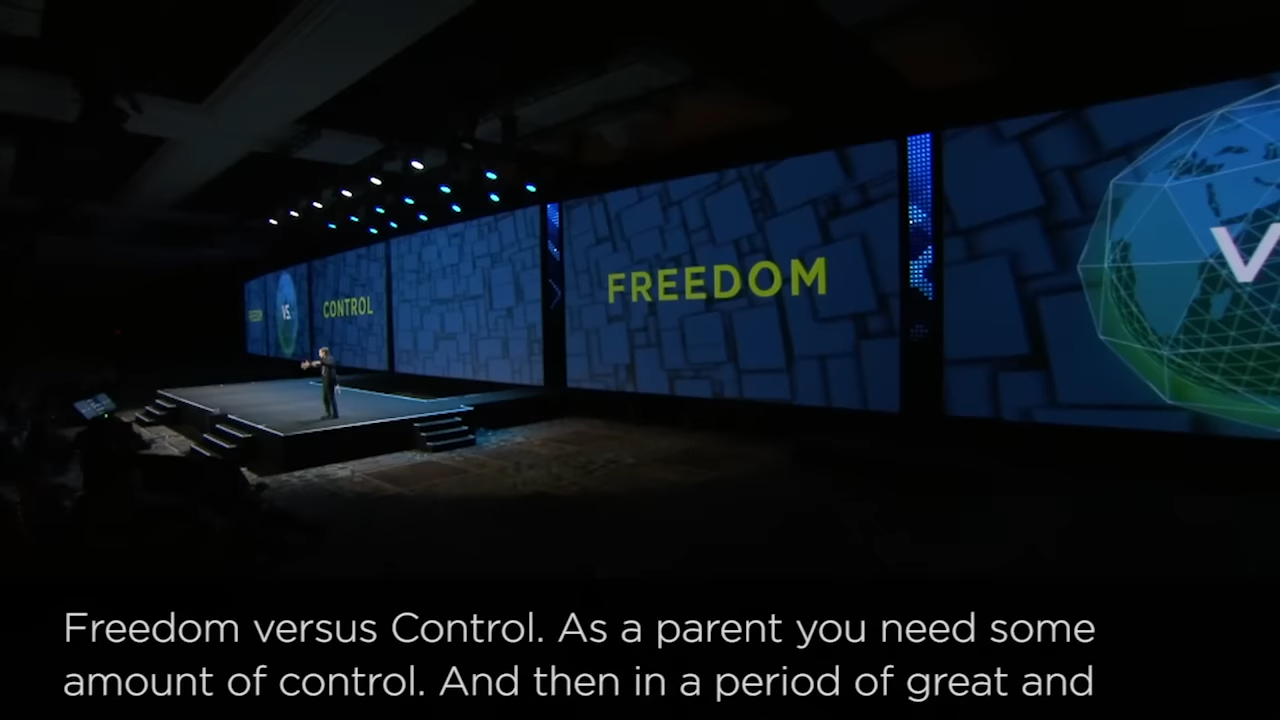 FREEDOM
VS.
CONTROL
FREEDOM
V
Freedom versus Control. As a parent you need some
amount of control. And then in a period of great and